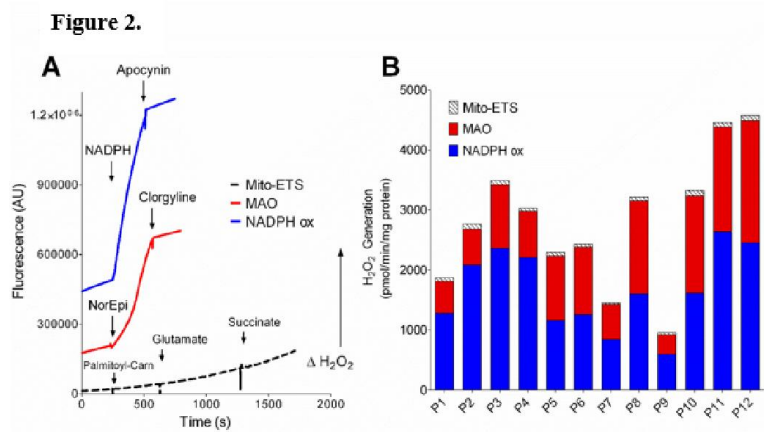 Figure 2.
A
Apocynin
1.2×10⁰⁶
NADPH
900000
Clorgyline
Mito-ETS
MAO
NADPH ox
600000
Fluorescence (AU)
NorEpi
300000
Succinate
Glutamate
Palmitoyl-Carn
Δ H₂O₂
0
0 500 1000 1500 2000
Time (s)
B
5000
Mito-ETS
MAO
NADPH ox
4000
3000
2000
1000
0
H₂O₂ Generation
(pmol/min/mg protein)
P1 P2 P3 P4 P5 P6 P7 P8 P9 P10 P11 P12